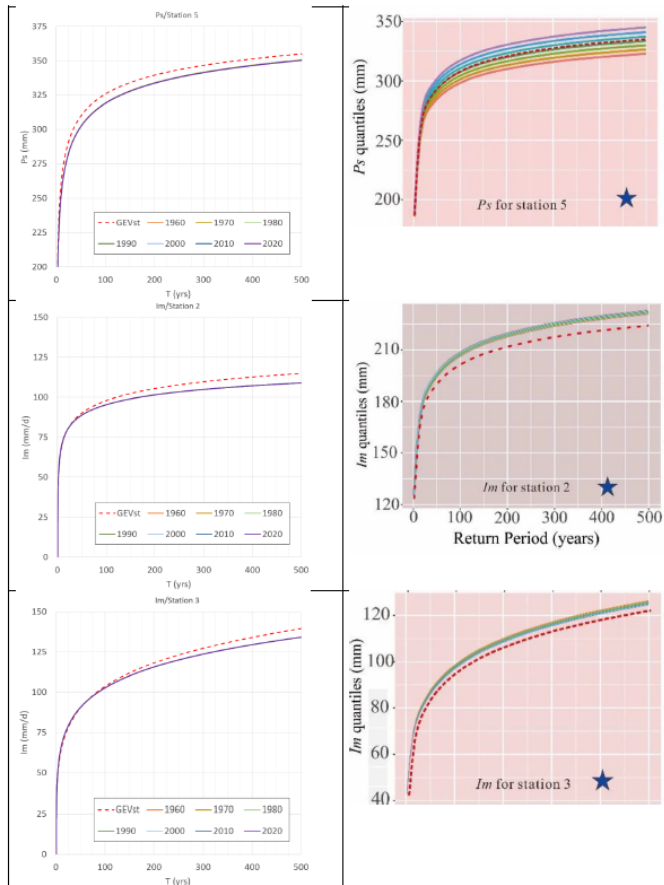 Ps/Station 5
375
350
325
300
275
250
225
200
Ps (mm)
0
100
200
300
400
500
T (yrs)
GEVst 1960 1970 1980
1990 2000 2010 2020
350
300
250
200
Ps quantiles (mm)
Ps for station 5
Im/Station 2
150
125
100
75
50
25
0
Im (mm/d)
0
100
200
300
400
500
T (yrs)
GEVst 1960 1970 1980
1990 2000 2010 2020
210
180
150
120
Im quantiles (mm)
Im for station 2
0 100 200 300 400 500
Return Period (years)
Im/Station 3
150
125
100
75
50
25
0
Im (mm/d)
0
100
200
300
400
500
T (yrs)
GEVst 1960 1970 1980
1990 2000 2010 2020
120
100
80
60
40
Im quantiles (mm)
Im for station 3